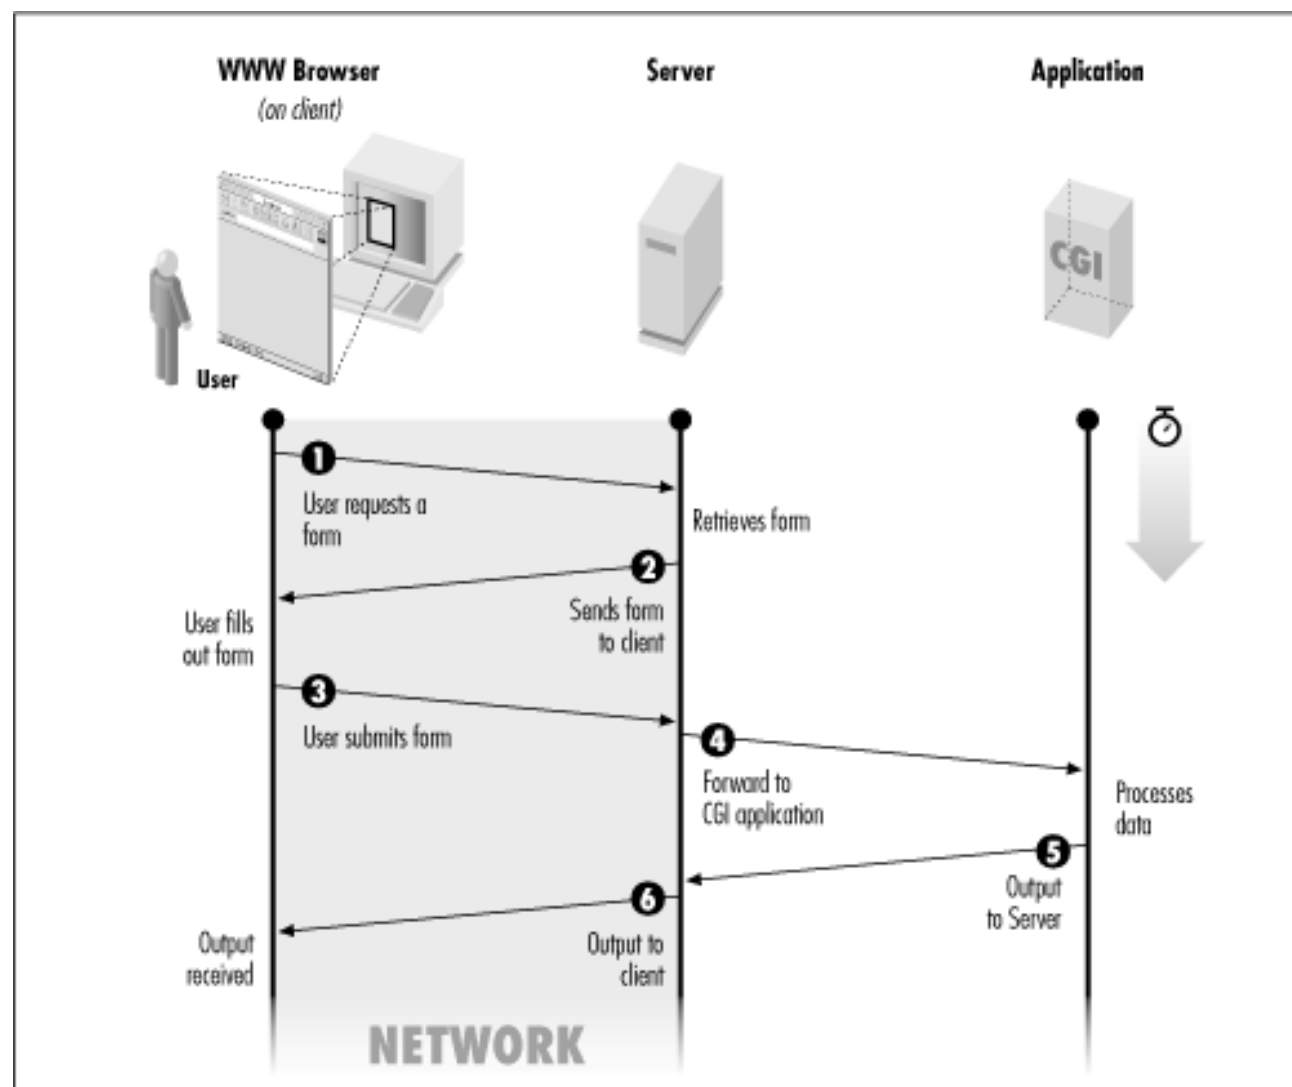 WWW Browser
(on client)
Server
Application
CGI
User
1
User requests a
form
Retrieves form
2
Sends form
to client
User fills
out form
3
User submits form
4
Forward to
CGI application
Processes
data
5
Output
to Server
6
Output to
client
Output
received
NETWORK